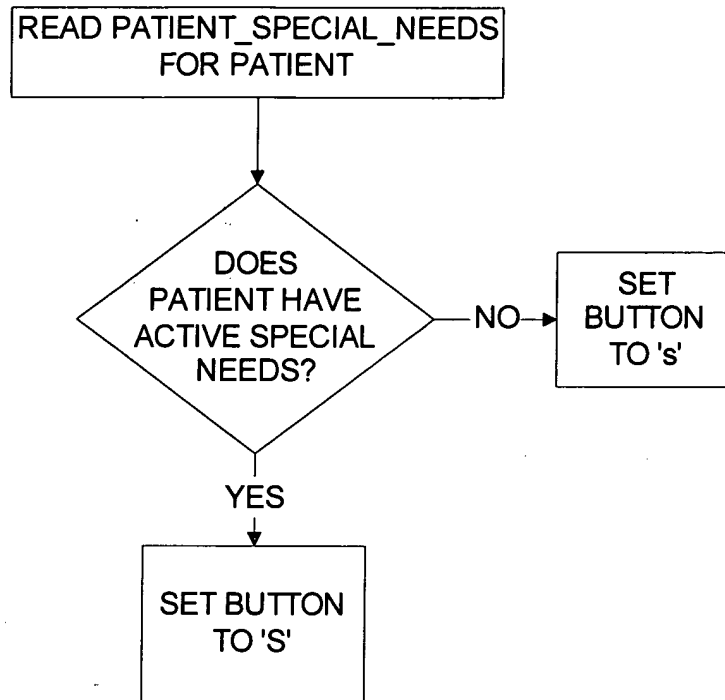 READ PATIENT_SPECIAL_NEEDS
FOR PATIENT
DOES
PATIENT HAVE
ACTIVE SPECIAL
NEEDS?
NO
SET
BUTTON
TO 's'
YES
SET BUTTON
TO 'S'